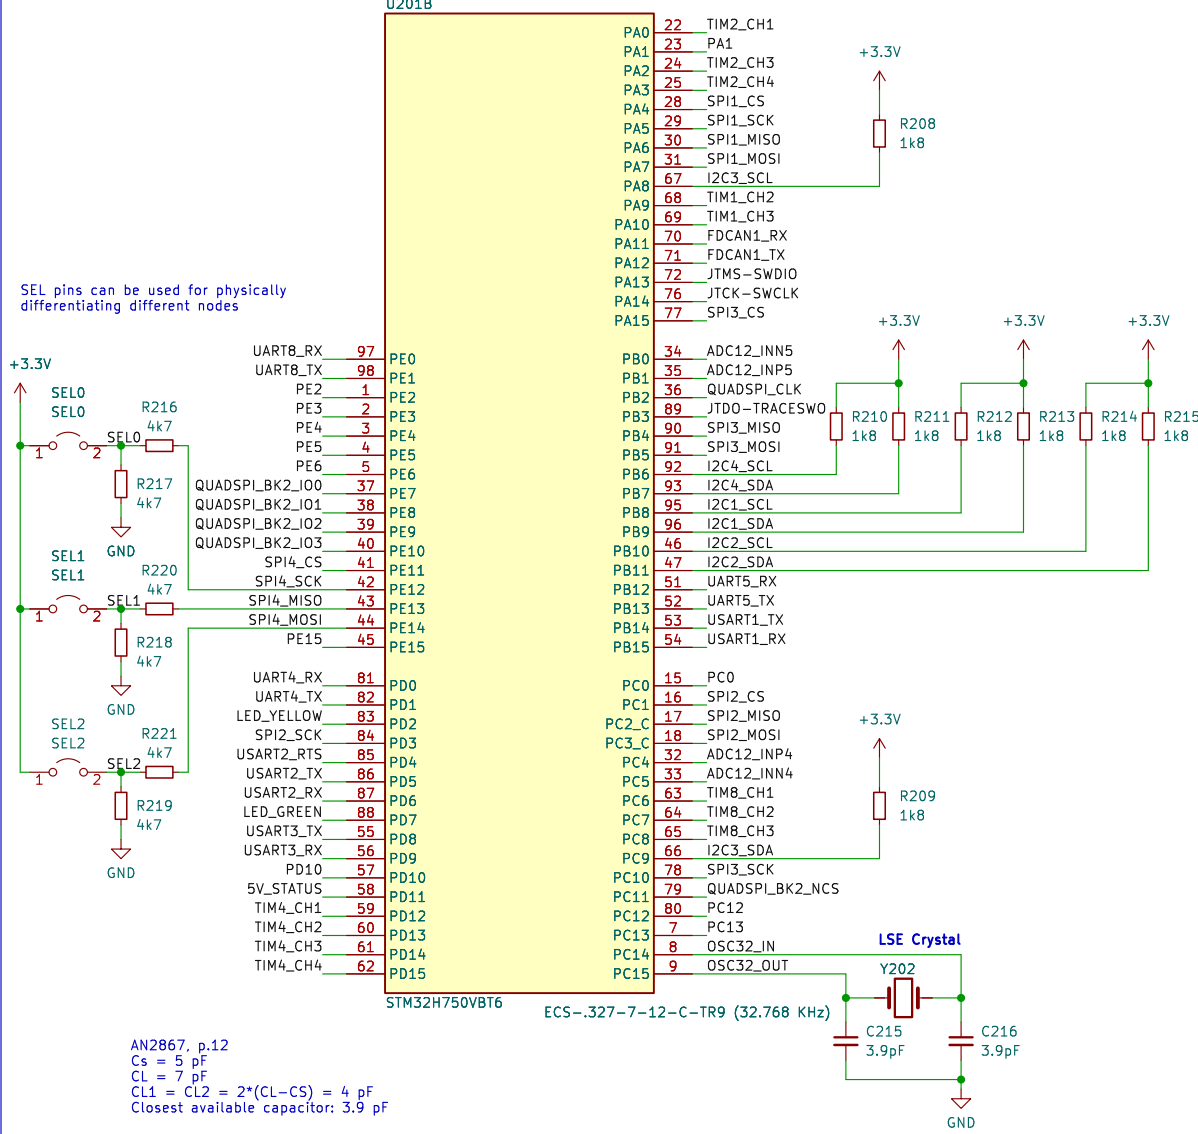 U201B
SEL pins can be used for physically
differentiating different nodes
+3.3V
SEL0
SEL0
SEL0
1
2
R216
4k7
R217
4k7
GND
SEL1
SEL1
SEL1
1
2
R220
4k7
R218
4k7
GND
SEL2
SEL2
SEL2
1
2
R221
4k7
R219
4k7
GND
UART8_RX 97 PE0
UART8_TX 98 PE1
PE2 1 PE2
PE3 2 PE3
PE4 3 PE4
PE5 4 PE5
PE6 5 PE6
QUADSPI_BK2_IO0 37 PE7
QUADSPI_BK2_IO1 38 PE8
QUADSPI_BK2_IO2 39 PE9
QUADSPI_BK2_IO3 40 PE10
SPI4_CS 41 PE11
SPI4_SCK 42 PE12
SPI4_MISO 43 PE13
SPI4_MOSI 44 PE14
PE15 45 PE15
UART4_RX 81 PD0
UART4_TX 82 PD1
LED_YELLOW 83 PD2
SPI2_SCK 84 PD3
USART2_RTS 85 PD4
USART2_TX 86 PD5
USART2_RX 87 PD6
LED_GREEN 88 PD7
USART3_TX 55 PD8
USART3_RX 56 PD9
PD10 57 PD10
5V_STATUS 58 PD11
TIM4_CH1 59 PD12
TIM4_CH2 60 PD13
TIM4_CH3 61 PD14
TIM4_CH4 62 PD15
PA0 22 TIM2_CH1
PA1 23 PA1
PA2 24 TIM2_CH3
PA3 25 TIM2_CH4
PA4 28 SPI1_CS
PA5 29 SPI1_SCK
PA6 30 SPI1_MISO
PA7 31 SPI1_MOSI
PA8 67 I2C3_SCL
PA9 68 TIM1_CH2
PA10 69 TIM1_CH3
PA11 70 FDCAN1_RX
PA12 71 FDCAN1_TX
PA13 72 JTMS-SWDIO
PA14 76 JTCK-SWCLK
PA15 77 SPI3_CS
PB0 34 ADC12_INN5
PB1 35 ADC12_INP5
PB2 36 QUADSPI_CLK
PB3 89 JTDO-TRACESWO
PB4 90 SPI3_MISO
PB5 91 SPI3_MOSI
PB6 92 I2C4_SCL
PB7 93 I2C4_SDA
PB8 95 I2C1_SCL
PB9 96 I2C1_SDA
PB10 46 I2C2_SCL
PB11 47 I2C2_SDA
PB12 51 UART5_RX
PB13 52 UART5_TX
PB14 53 USART1_TX
PB15 54 USART1_RX
PC0 15 PC0
PC1 16 SPI2_CS
PC2_C 17 SPI2_MISO
PC3_C 18 SPI2_MOSI
PC4 32 ADC12_INP4
PC5 33 ADC12_INN4
PC6 63 TIM8_CH1
PC7 64 TIM8_CH2
PC8 65 TIM8_CH3
PC9 66 I2C3_SDA
PC10 78 SPI3_SCK
PC11 79 QUADSPI_BK2_NCS
PC12 80 PC12
PC13 7 PC13
PC14 8 OSC32_IN
PC15 9 OSC32_OUT
STM32H750VBT6
+3.3V
R208
1k8
+3.3V
+3.3V
+3.3V
R210
1k8
R211
1k8
R212
1k8
R213
1k8
R214
1k8
R215
1k8
+3.3V
R209
1k8
LSE Crystal
Y202
ECS-.327-7-12-C-TR9 (32.768 KHz)
C215
3.9pF
C216
3.9pF
GND
AN2867, p.12
Cs = 5 pF
CL = 7 pF
CL1 = CL2 = 2*(CL-CS) = 4 pF
Closest available capacitor: 3.9 pF